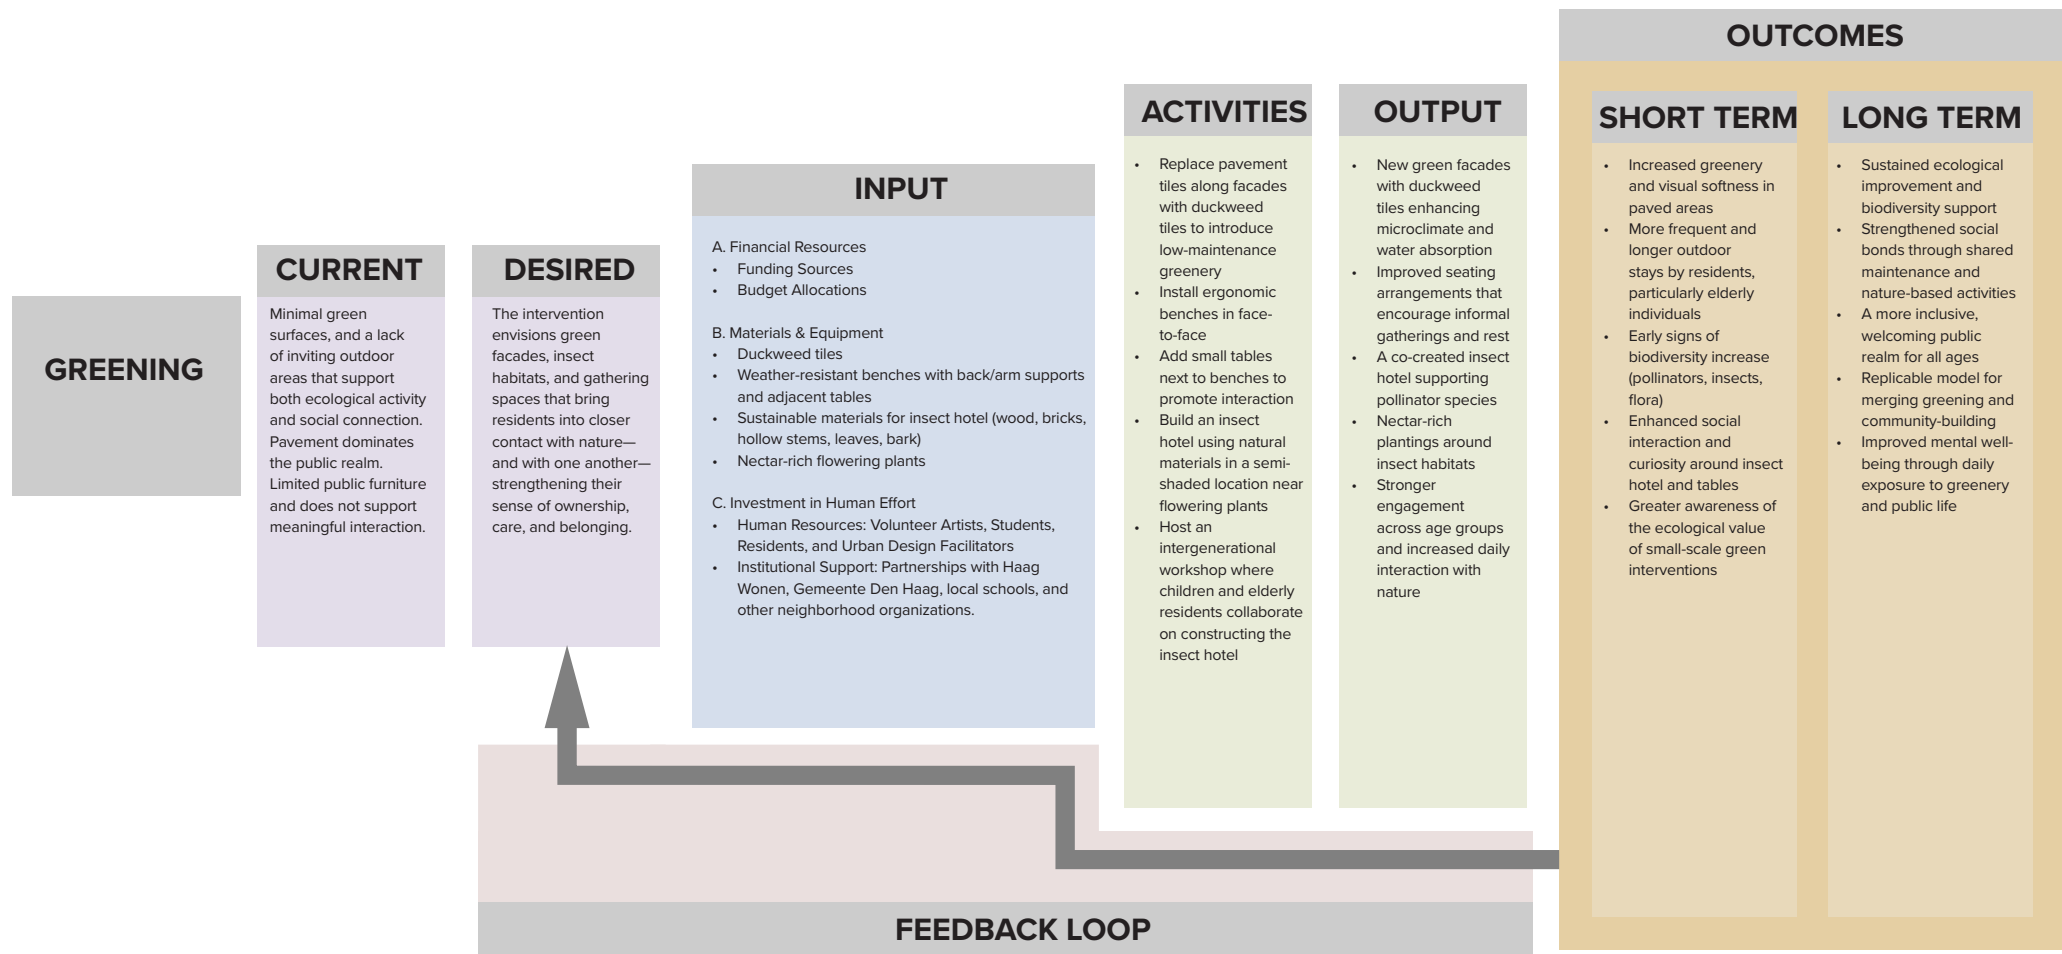 GREENING
CURRENT
Minimal green
surfaces, and a lack
of inviting outdoor
areas that support
both ecological activity
and social connection.
Pavement dominates
the public realm.
Limited public furniture
and does not support
meaningful interaction.
DESIRED
The intervention
envisions green
facades, insect
habitats, and gathering
spaces that bring
residents into closer
contact with nature—
and with one another—
strengthening their
sense of ownership,
care, and belonging.
INPUT
A. Financial Resources
• Funding Sources
• Budget Allocations
B. Materials & Equipment
• Duckweed tiles
• Weather-resistant benches with back/arm supports
and adjacent tables
• Sustainable materials for insect hotel (wood, bricks,
hollow stems, leaves, bark)
• Nectar-rich flowering plants
C. Investment in Human Effort
• Human Resources: Volunteer Artists, Students,
Residents, and Urban Design Facilitators
• Institutional Support: Partnerships with Haag
Wonen, Gemeente Den Haag, local schools, and
other neighborhood organizations.
ACTIVITIES
• Replace pavement
tiles along facades
with duckweed
tiles to introduce
low-maintenance
greenery
• Install ergonomic
benches in face-
to-face
• Add small tables
next to benches to
promote interaction
• Build an insect
hotel using natural
materials in a semi-
shaded location near
flowering plants
• Host an
intergenerational
workshop where
children and elderly
residents collaborate
on constructing the
insect hotel
OUTPUT
• New green facades
with duckweed
tiles enhancing
microclimate and
water absorption
• Improved seating
arrangements that
encourage informal
gatherings and rest
• A co-created insect
hotel supporting
pollinator species
• Nectar-rich
plantings around
insect habitats
• Stronger
engagement
across age groups
and increased daily
interaction with
nature
OUTCOMES
SHORT TERM
• Increased greenery
and visual softness in
paved areas
• More frequent and
longer outdoor
stays by residents,
particularly elderly
individuals
• Early signs of
biodiversity increase
(pollinators, insects,
flora)
• Enhanced social
interaction and
curiosity around insect
hotel and tables
• Greater awareness of
the ecological value
of small-scale green
interventions
LONG TERM
• Sustained ecological
improvement and
biodiversity support
• Strengthened social
bonds through shared
maintenance and
nature-based activities
• A more inclusive,
welcoming public
realm for all ages
• Replicable model for
merging greening and
community-building
• Improved mental well-
being through daily
exposure to greenery
and public life
FEEDBACK LOOP